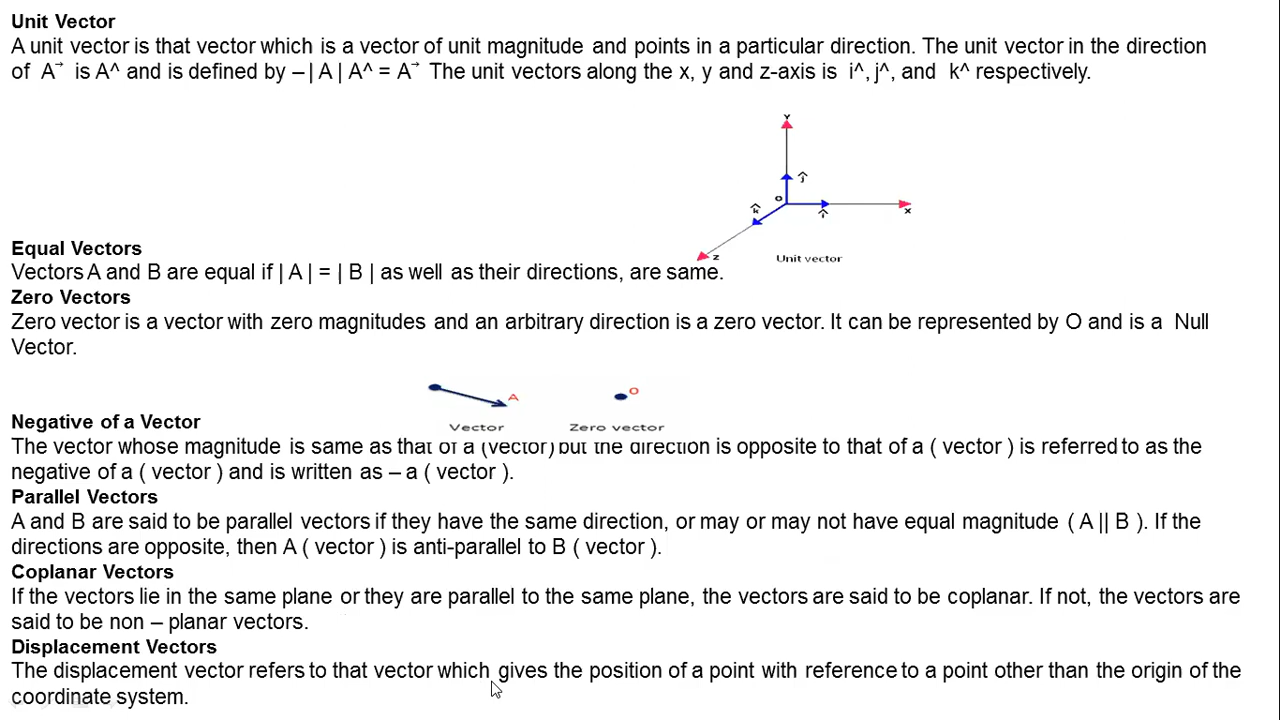 Unit Vector
A unit vector is that vector which is a vector of unit magnitude and points in a particular direction. The unit vector in the direction
of A→ is A^ and is defined by – | A | A^ = A→ The unit vectors along the x, y and z-axis is i^, j^, and k^ respectively.
Y
ĵ
O
k̂
î
X
Z
Unit vector
Equal Vectors
Vectors A and B are equal if | A | = | B | as well as their directions, are same.
Zero Vectors
Zero vector is a vector with zero magnitudes and an arbitrary direction is a zero vector. It can be represented by O and is a Null
Vector.
A
O
Vector
Zero vector
Negative of a Vector
The vector whose magnitude is same as that of a (vector) but the direction is opposite to that of a ( vector ) is referred to as the
negative of a ( vector ) and is written as – a ( vector ).
Parallel Vectors
A and B are said to be parallel vectors if they have the same direction, or may or may not have equal magnitude ( A || B ). If the
directions are opposite, then A ( vector ) is anti-parallel to B ( vector ).
Coplanar Vectors
If the vectors lie in the same plane or they are parallel to the same plane, the vectors are said to be coplanar. If not, the vectors are
said to be non – planar vectors.
Displacement Vectors
The displacement vector refers to that vector which gives the position of a point with reference to a point other than the origin of the
coordinate system.